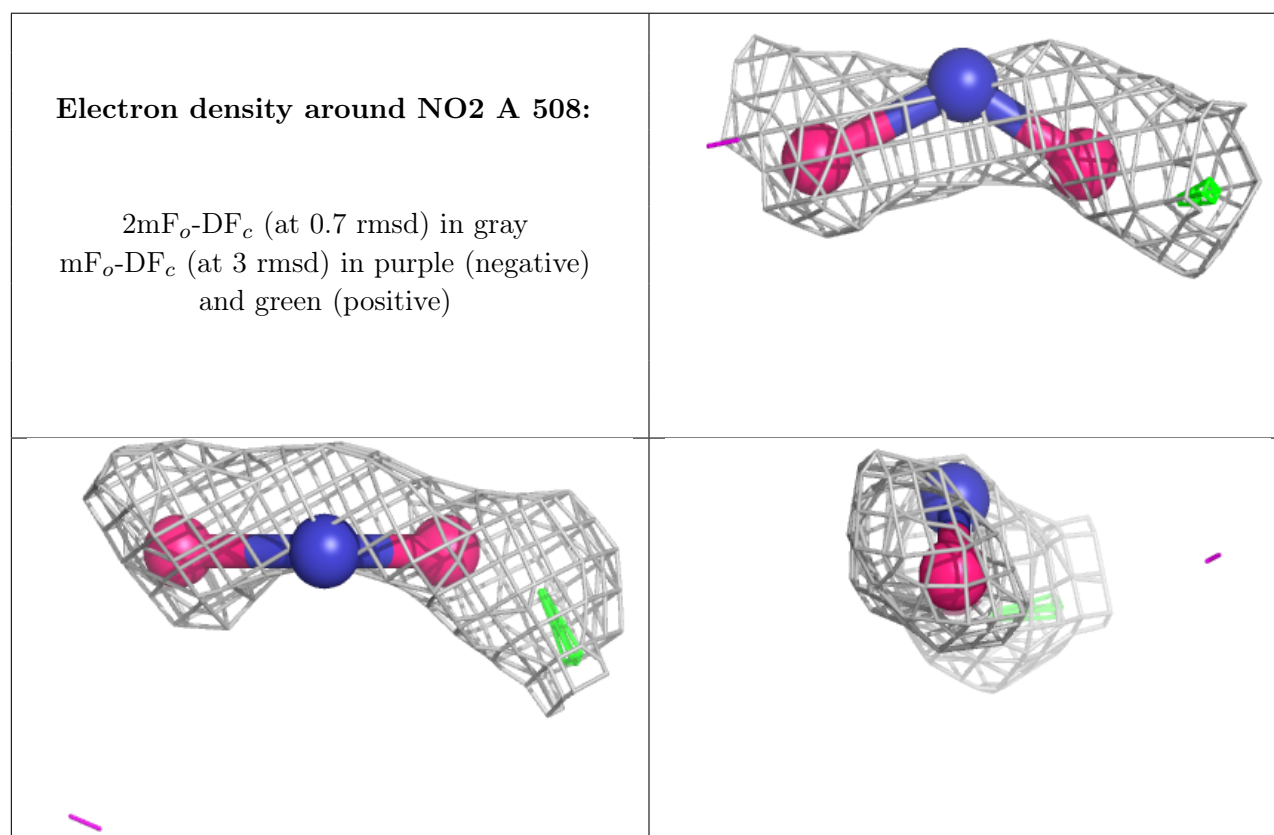 Electron density around NO2 A 508:
2mFₒ-DF𝒸 (at 0.7 rmsd) in gray
mFₒ-DF𝒸 (at 3 rmsd) in purple (negative)
and green (positive)